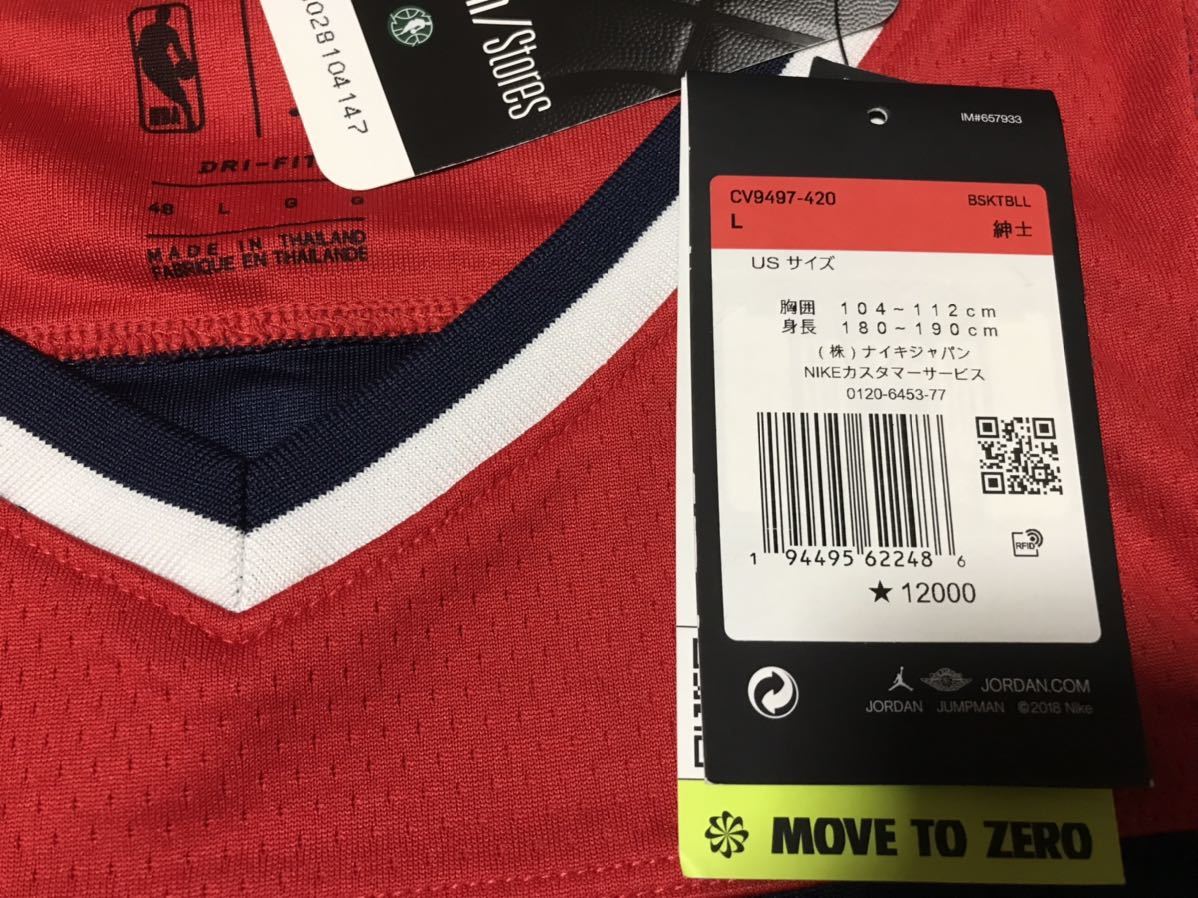 028104147
/Stores
NBA
DRI-FIT
48 L G G
MADE IN THAILAND
FABRIQUE EN THAILANDE
IM#657933
CV9497-420 BSKTBLL
L 紳士
US サイズ
胸囲 104~112cm
身長 180~190cm
(株)ナイキジャパン
NIKEカスタマーサービス
0120-6453-77
RFID
1 94495 62248 6
★12000
JORDAN.COM
JORDAN JUMPMAN ©2018 Nike
MOVE TO ZERO